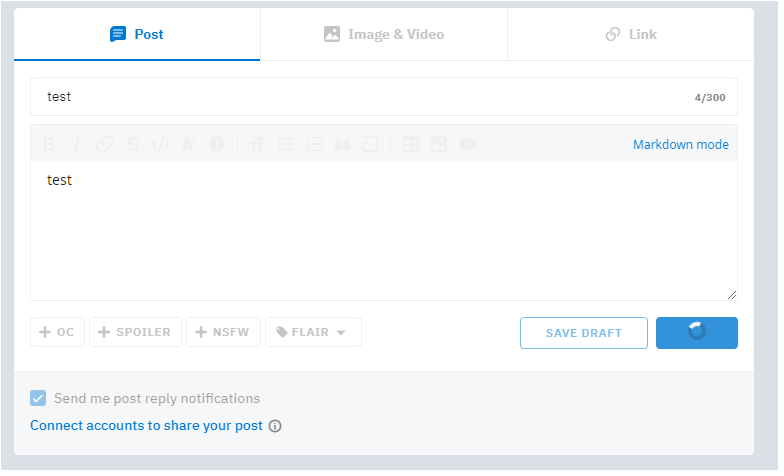 Post
Image & Video
Link
test
4/300
Markdown mode
test
OC
SPOILER
NSFW
FLAIR
SAVE DRAFT
Send me post reply notifications
Connect accounts to share your post